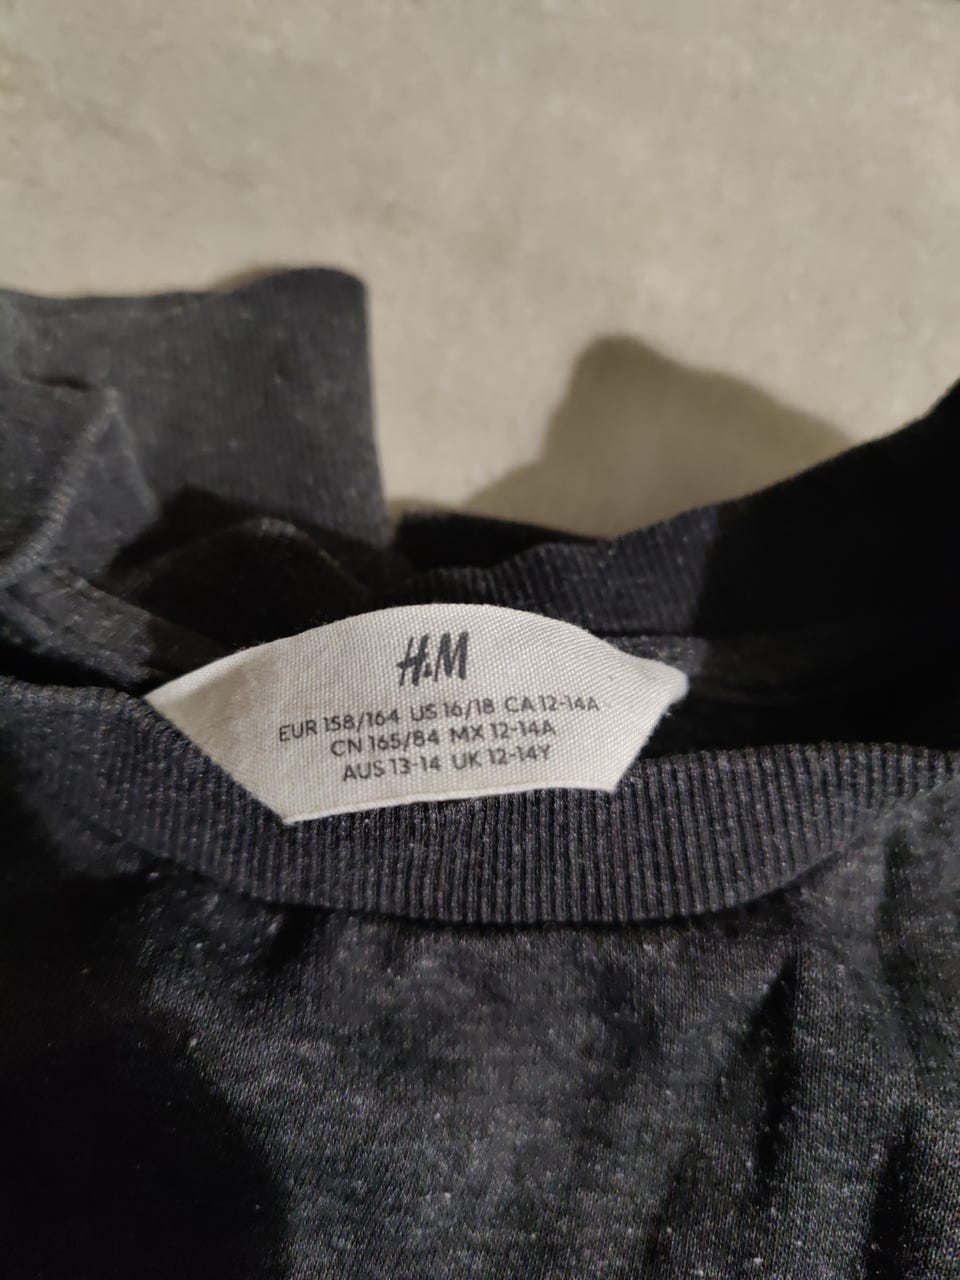 H&M
EUR 158/164 US 16/18 CA 12-14A
CN 165/84 MX 12-14A
AUS 13-14 UK 12-14Y